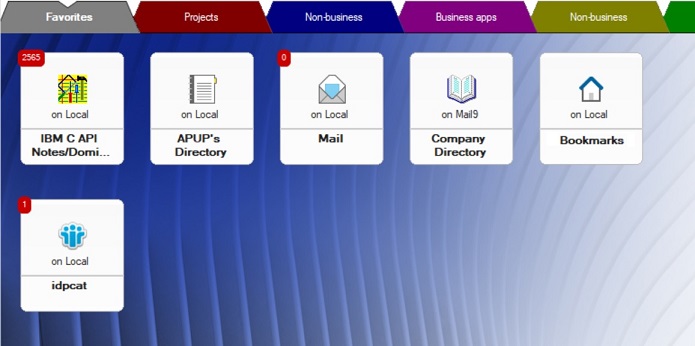 Favorites
Projects
Non-business
Business apps
Non-business
2565
on Local
IBM C API
Notes/Domi...
on Local
APUP's
Directory
0
on Local
Mail
on Mail9
Company
Directory
on Local
Bookmarks
1
on Local
idpcat